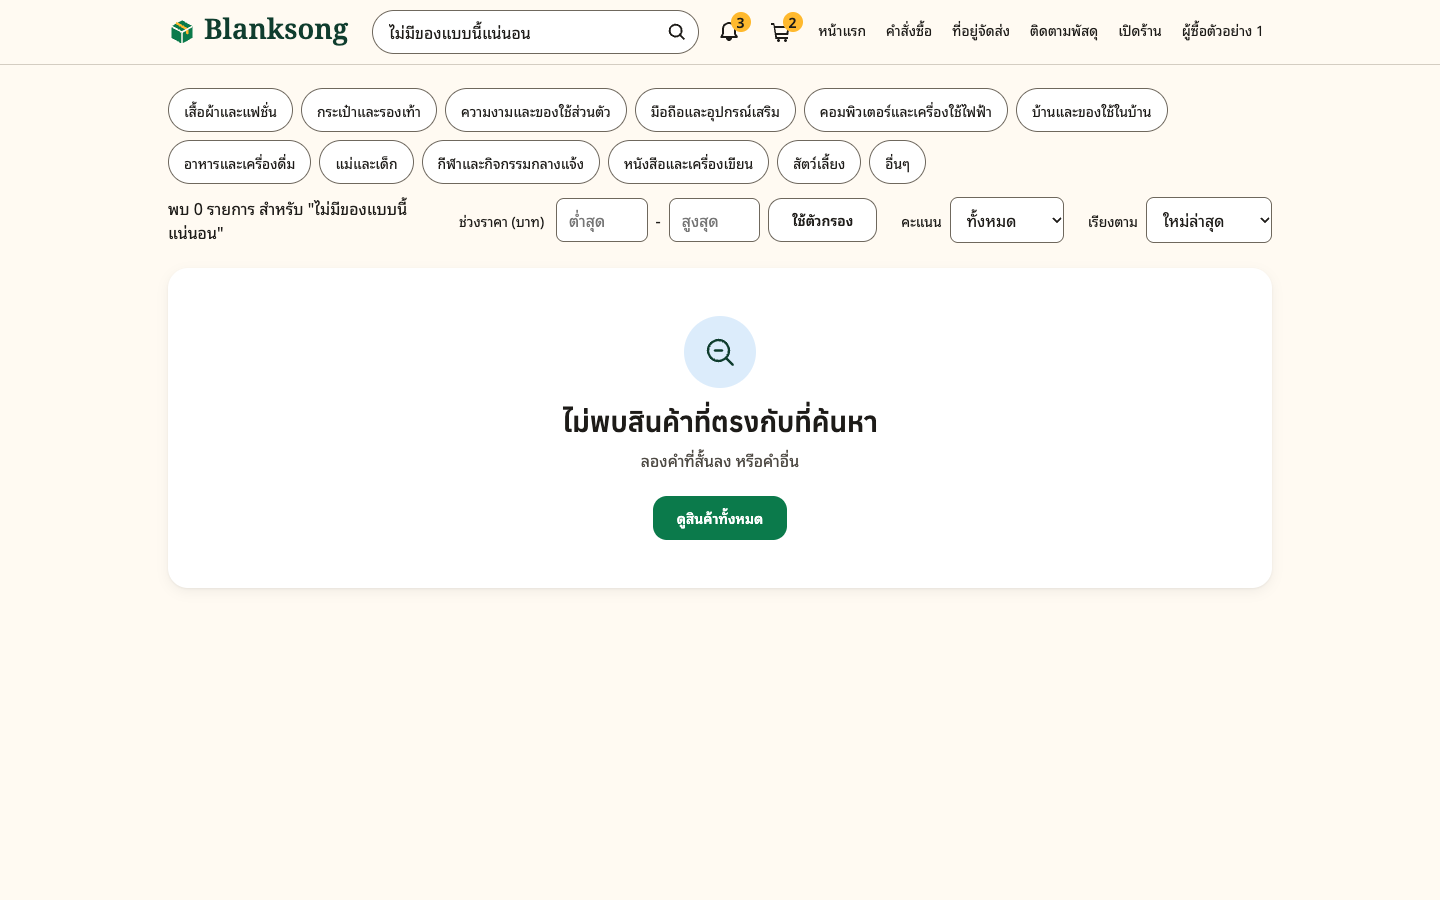 Blanksong
ไม่มีของแบบนี้แน่นอน
3
2
หน้าแรก
คำสั่งซื้อ
ที่อยู่จัดส่ง
ติดตามพัสดุ
เปิดร้าน
ผู้ซื้อตัวอย่าง 1
เสื้อผ้าและแฟชั่น
กระเป๋าและรองเท้า
ความงามและของใช้ส่วนตัว
มือถือและอุปกรณ์เสริม
คอมพิวเตอร์และเครื่องใช้ไฟฟ้า
บ้านและของใช้ในบ้าน
อาหารและเครื่องดื่ม
แม่และเด็ก
กีฬาและกิจกรรมกลางแจ้ง
หนังสือและเครื่องเขียน
สัตว์เลี้ยง
อื่นๆ
พบ 0 รายการ สำหรับ "ไม่มีของแบบนี้
แน่นอน"
ช่วงราคา (บาท)
ต่ำสุด
-
สูงสุด
ใช้ตัวกรอง
คะแนน
ทั้งหมด
เรียงตาม
ใหม่ล่าสุด
ไม่พบสินค้าที่ตรงกับที่ค้นหา
ลองคำที่สั้นลง หรือคำอื่น
ดูสินค้าทั้งหมด